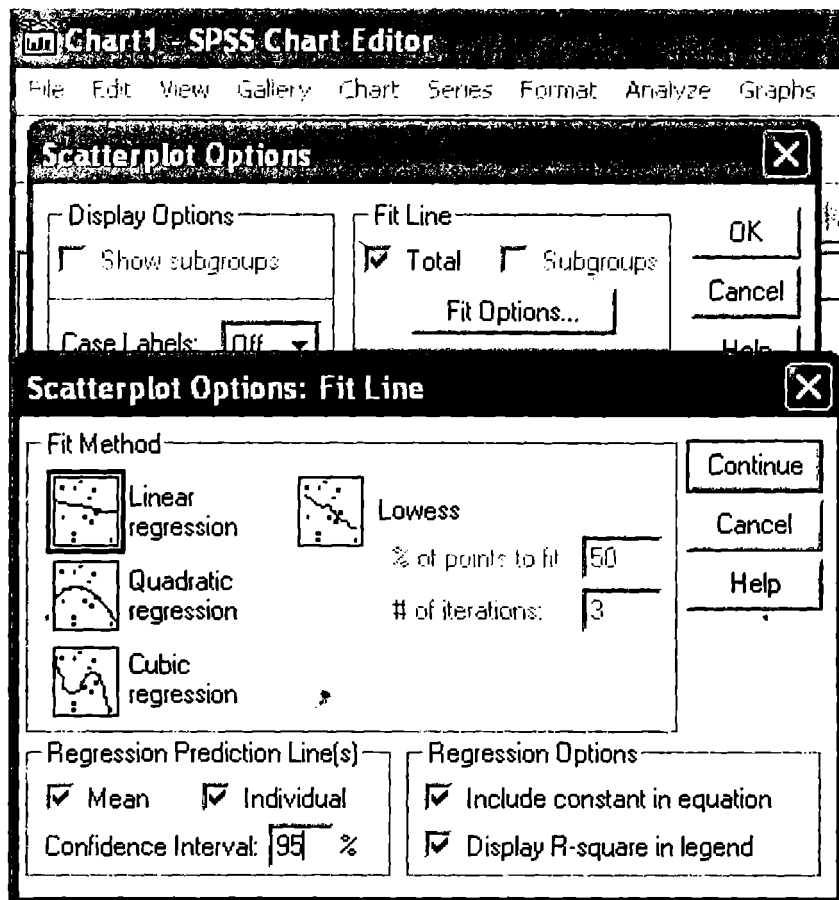 Chart1 - SPSS Chart Editor
File Edit View Gallery Chart Series Format Analyze Graphs
Scatterplot Options
Display Options
Show subgroups
Case Labels: Off
Fit Line
Total Subgroups
Fit Options...
OK
Cancel
Help
Scatterplot Options: Fit Line
Fit Method
Linear
regression
Quadratic
regression
Cubic
regression
Lowess
% of points to fit 50
# of iterations: 3
Continue
Cancel
Help
Regression Prediction Line(s)
Mean Individual
Confidence Interval: 95 %
Regression Options
Include constant in equation
Display R-square in legend